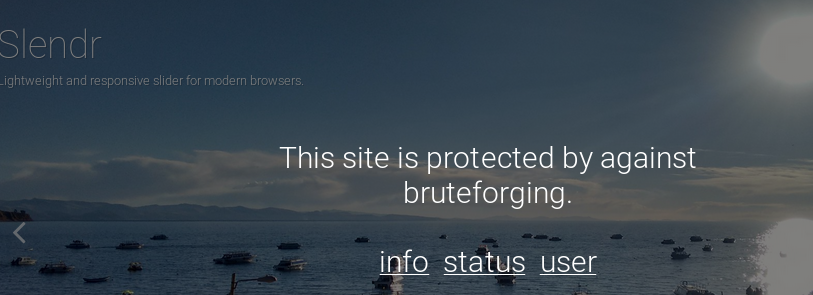 Slendr
Lightweight and responsive slider for modern browsers.
This site is protected by against
bruteforging.
info status user